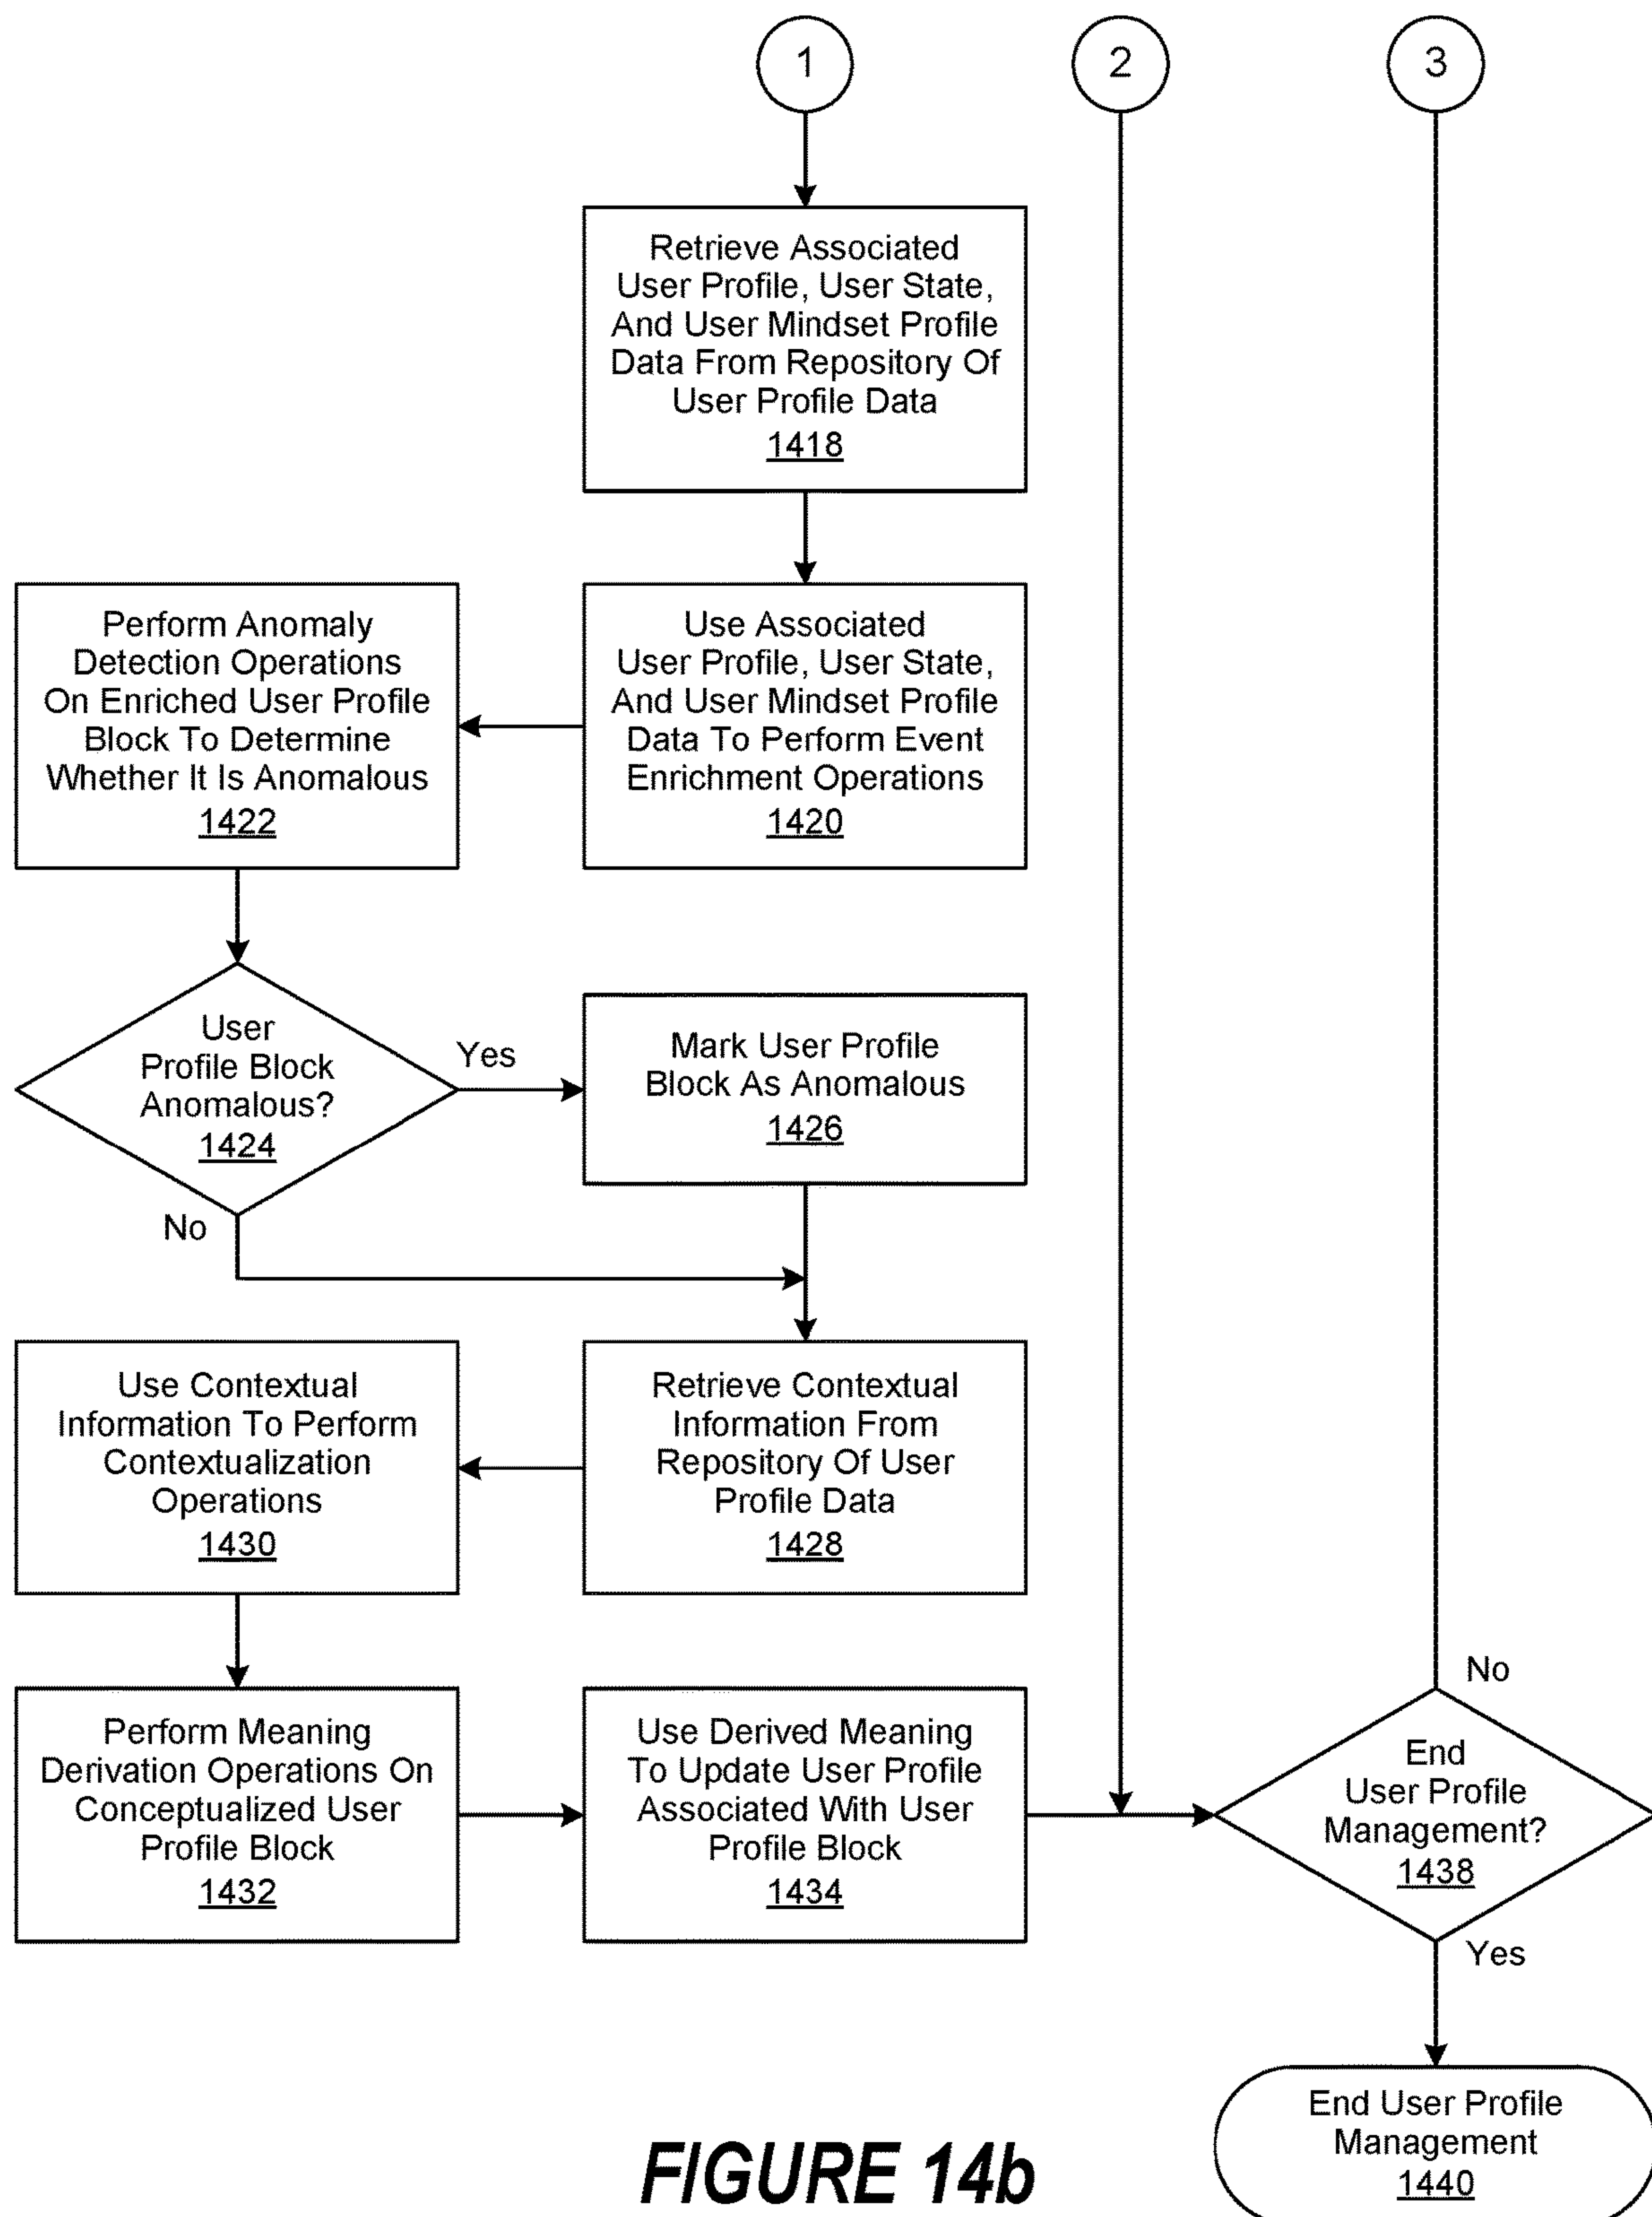 1
2
3
Retrieve Associated
User Profile, User State,
And User Mindset Profile
Data From Repository Of
User Profile Data
1418
Perform Anomaly
Detection Operations
On Enriched User Profile
Block To Determine
Whether It Is Anomalous
1422
Use Associated
User Profile, User State,
And User Mindset Profile
Data To Perform Event
Enrichment Operations
1420
User
Profile Block
Anomalous?
1424
Yes
No
Mark User Profile
Block As Anomalous
1426
Use Contextual
Information To Perform
Contextualization
Operations
1430
Retrieve Contextual
Information From
Repository Of User
Profile Data
1428
Perform Meaning
Derivation Operations On
Conceptualized User
Profile Block
1432
Use Derived Meaning
To Update User Profile
Associated With User
Profile Block
1434
No
End
User Profile
Management?
1438
Yes
End User Profile
Management
1440
FIGURE 14b